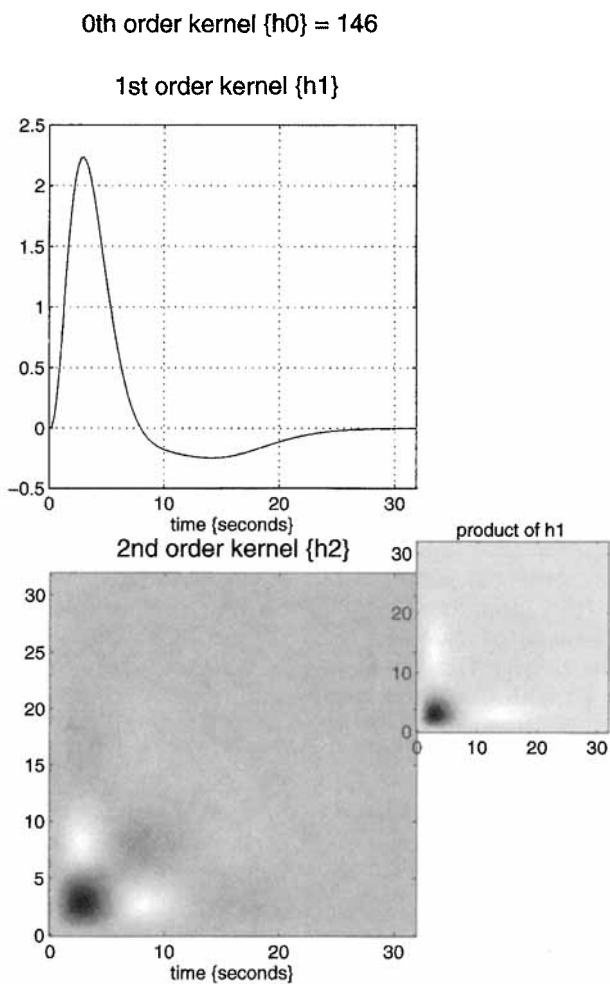 0th order kernel {h0} = 146
1st order kernel {h1}
2.5
2
1.5
1
0.5
0
−0.5
0 10 20 30
time {seconds}
2nd order kernel {h2}
30
25
20
15
10
5
0
0 10 20 30
time {seconds}
product of h1
30
20
10
0
0 10 20 30